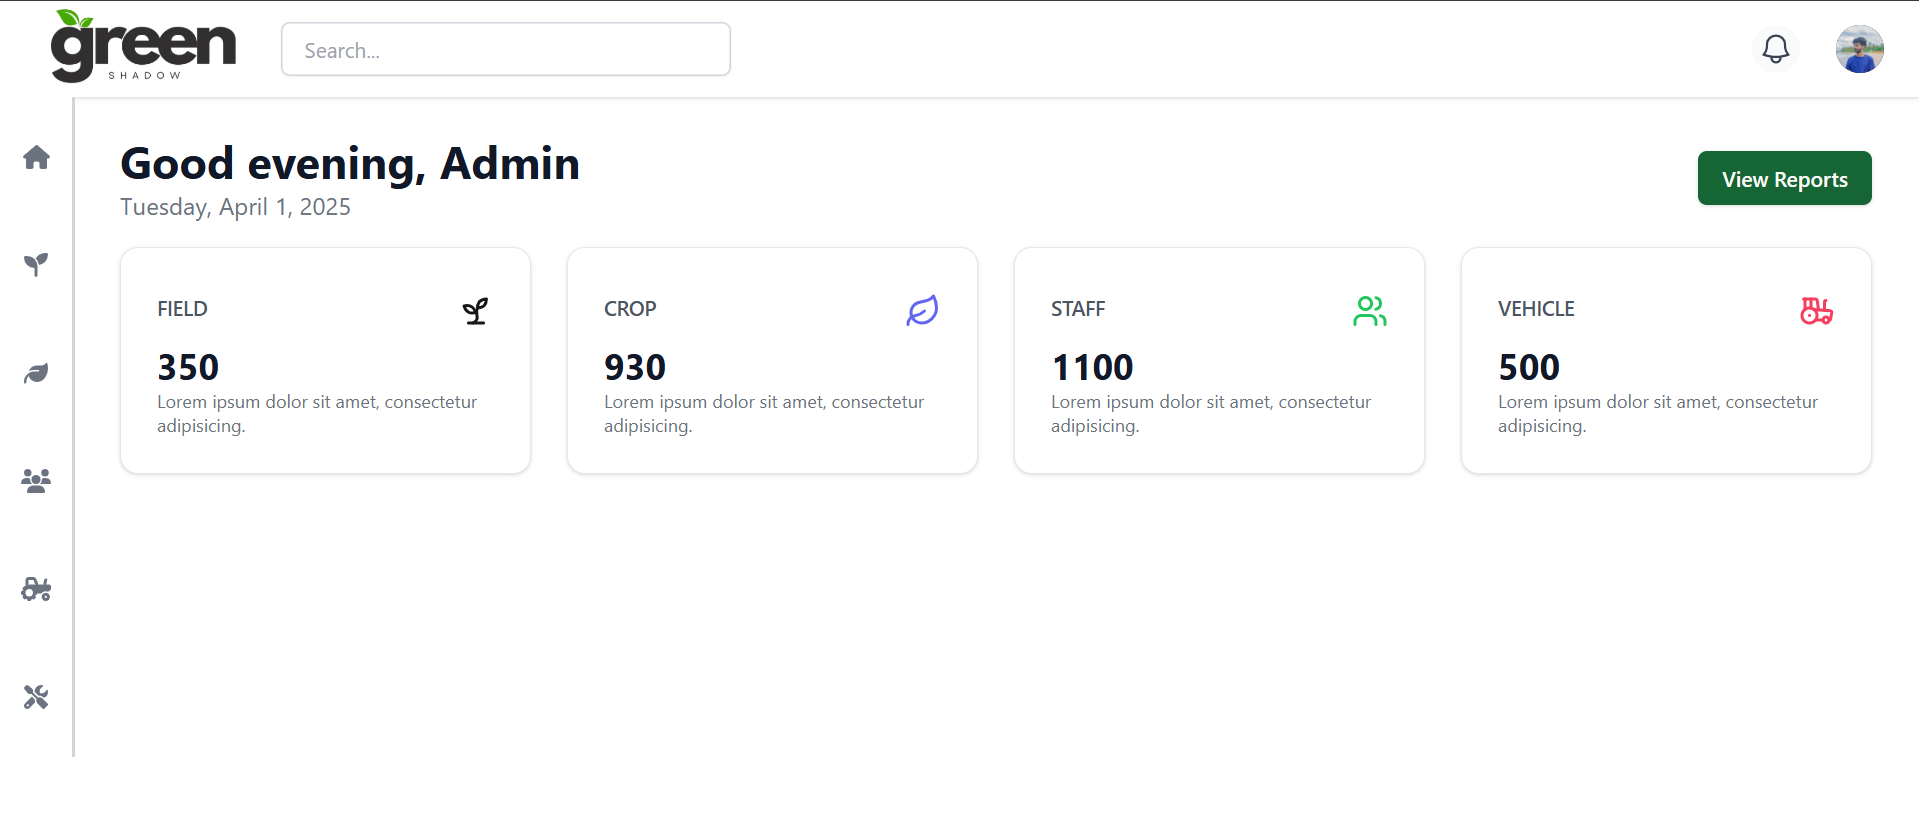 green
SHADOW
Search...
Good evening, Admin
Tuesday, April 1, 2025
View Reports
FIELD
350
Lorem ipsum dolor sit amet, consectetur
adipisicing.
CROP
930
Lorem ipsum dolor sit amet, consectetur
adipisicing.
STAFF
1100
Lorem ipsum dolor sit amet, consectetur
adipisicing.
VEHICLE
500
Lorem ipsum dolor sit amet, consectetur
adipisicing.